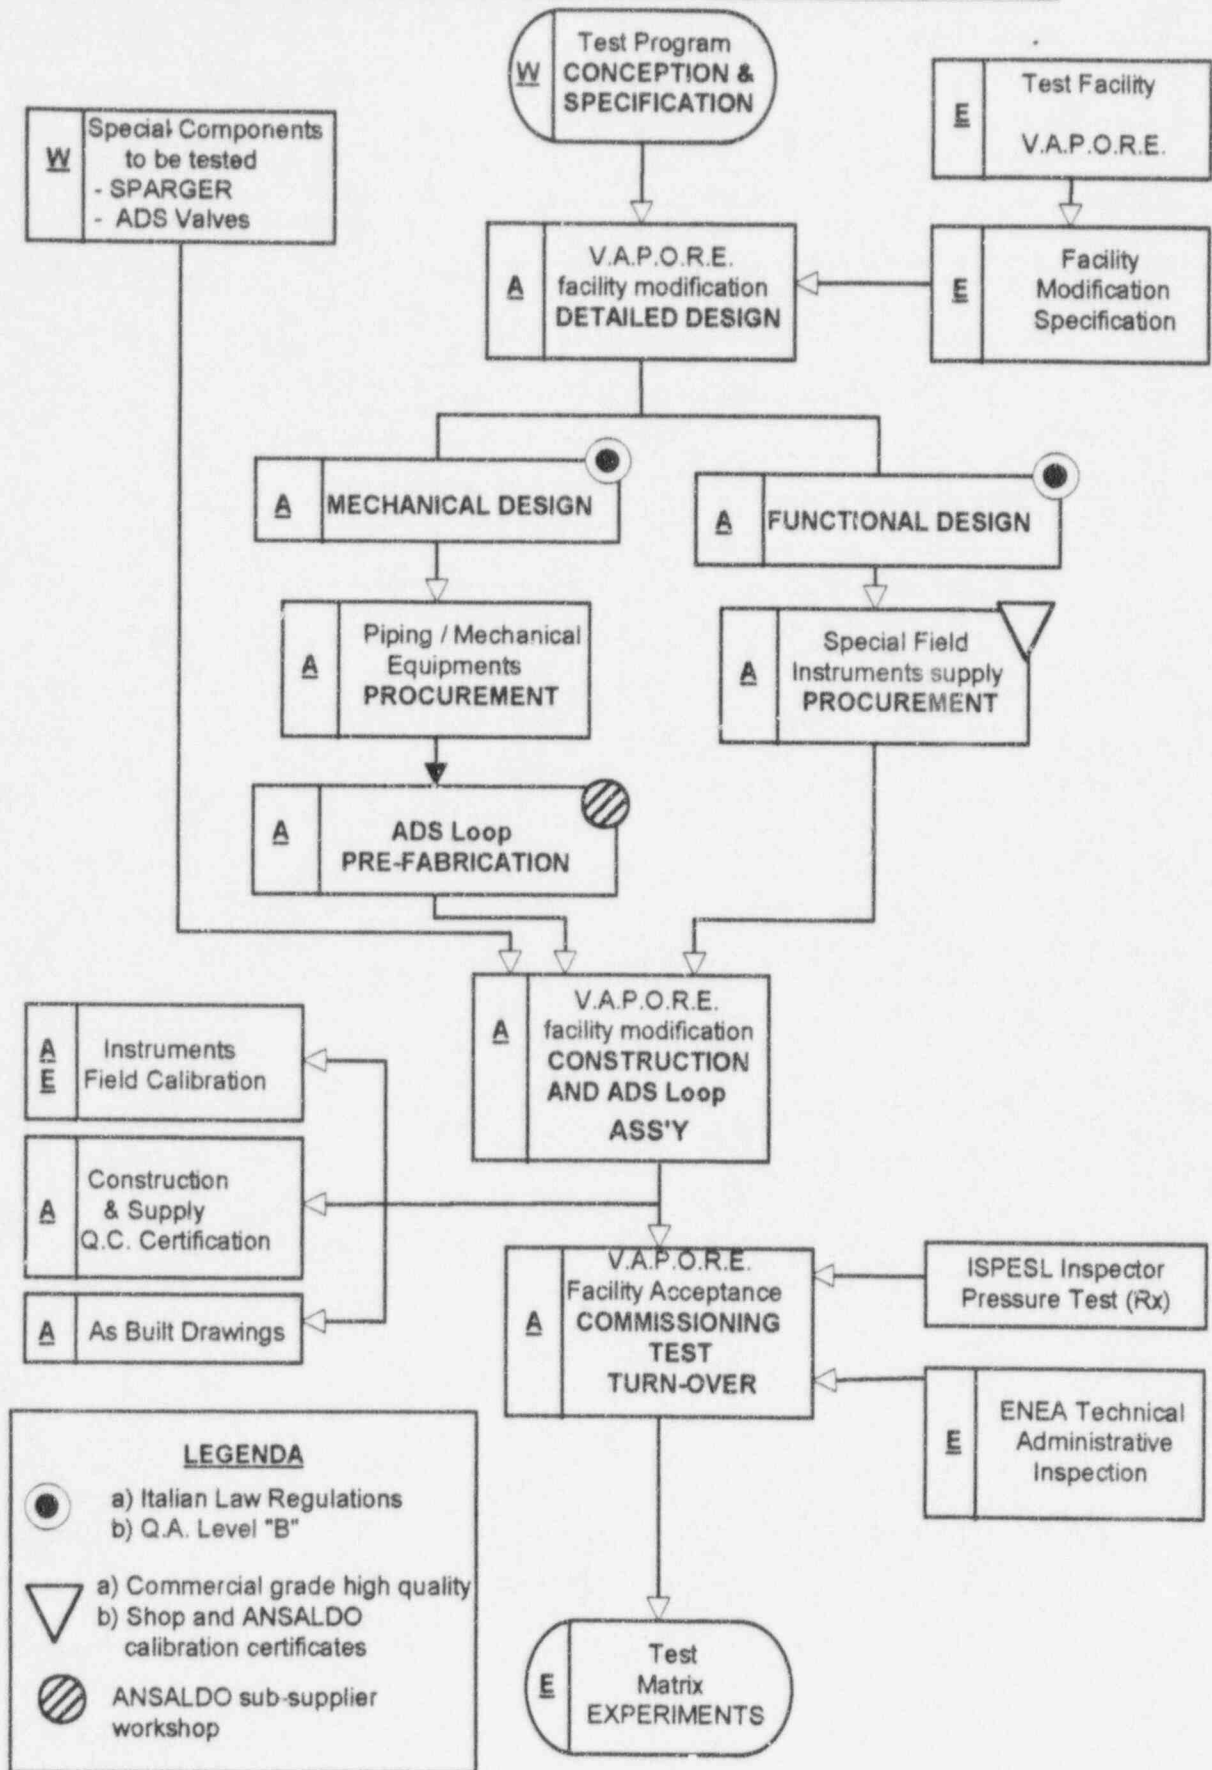 W
Test Program
CONCEPTION &
SPECIFICATION
E
Test Facility
V.A.P.O.R.E.
W
Special Components
to be tested
- SPARGER
- ADS Valves
A
V.A.P.O.R.E.
facility modification
DETAILED DESIGN
E
Facility
Modification
Specification
A
MECHANICAL DESIGN
A
FUNCTIONAL DESIGN
A
Piping / Mechanical
Equipments
PROCUREMENT
A
Special Field
Instruments supply
PROCUREMENT
A
ADS Loop
PRE-FABRICATION
A
V.A.P.O.R.E.
facility modification
CONSTRUCTION
AND ADS Loop
ASS'Y
A
E
Instruments
Field Calibration
A
Construction
& Supply
Q.C. Certification
A
As Built Drawings
A
V.A.P.O.R.E.
Facility Acceptance
COMMISSIONING
TEST
TURN-OVER
ISPESL Inspector
Pressure Test (Rx)
E
ENEA Technical
Administrative
Inspection
LEGENDA
a) Italian Law Regulations
b) Q.A. Level "B"
a) Commercial grade high quality
b) Shop and ANSALDO
calibration certificates
ANSALDO sub-supplier
workshop
E
Test
Matrix
EXPERIMENTS